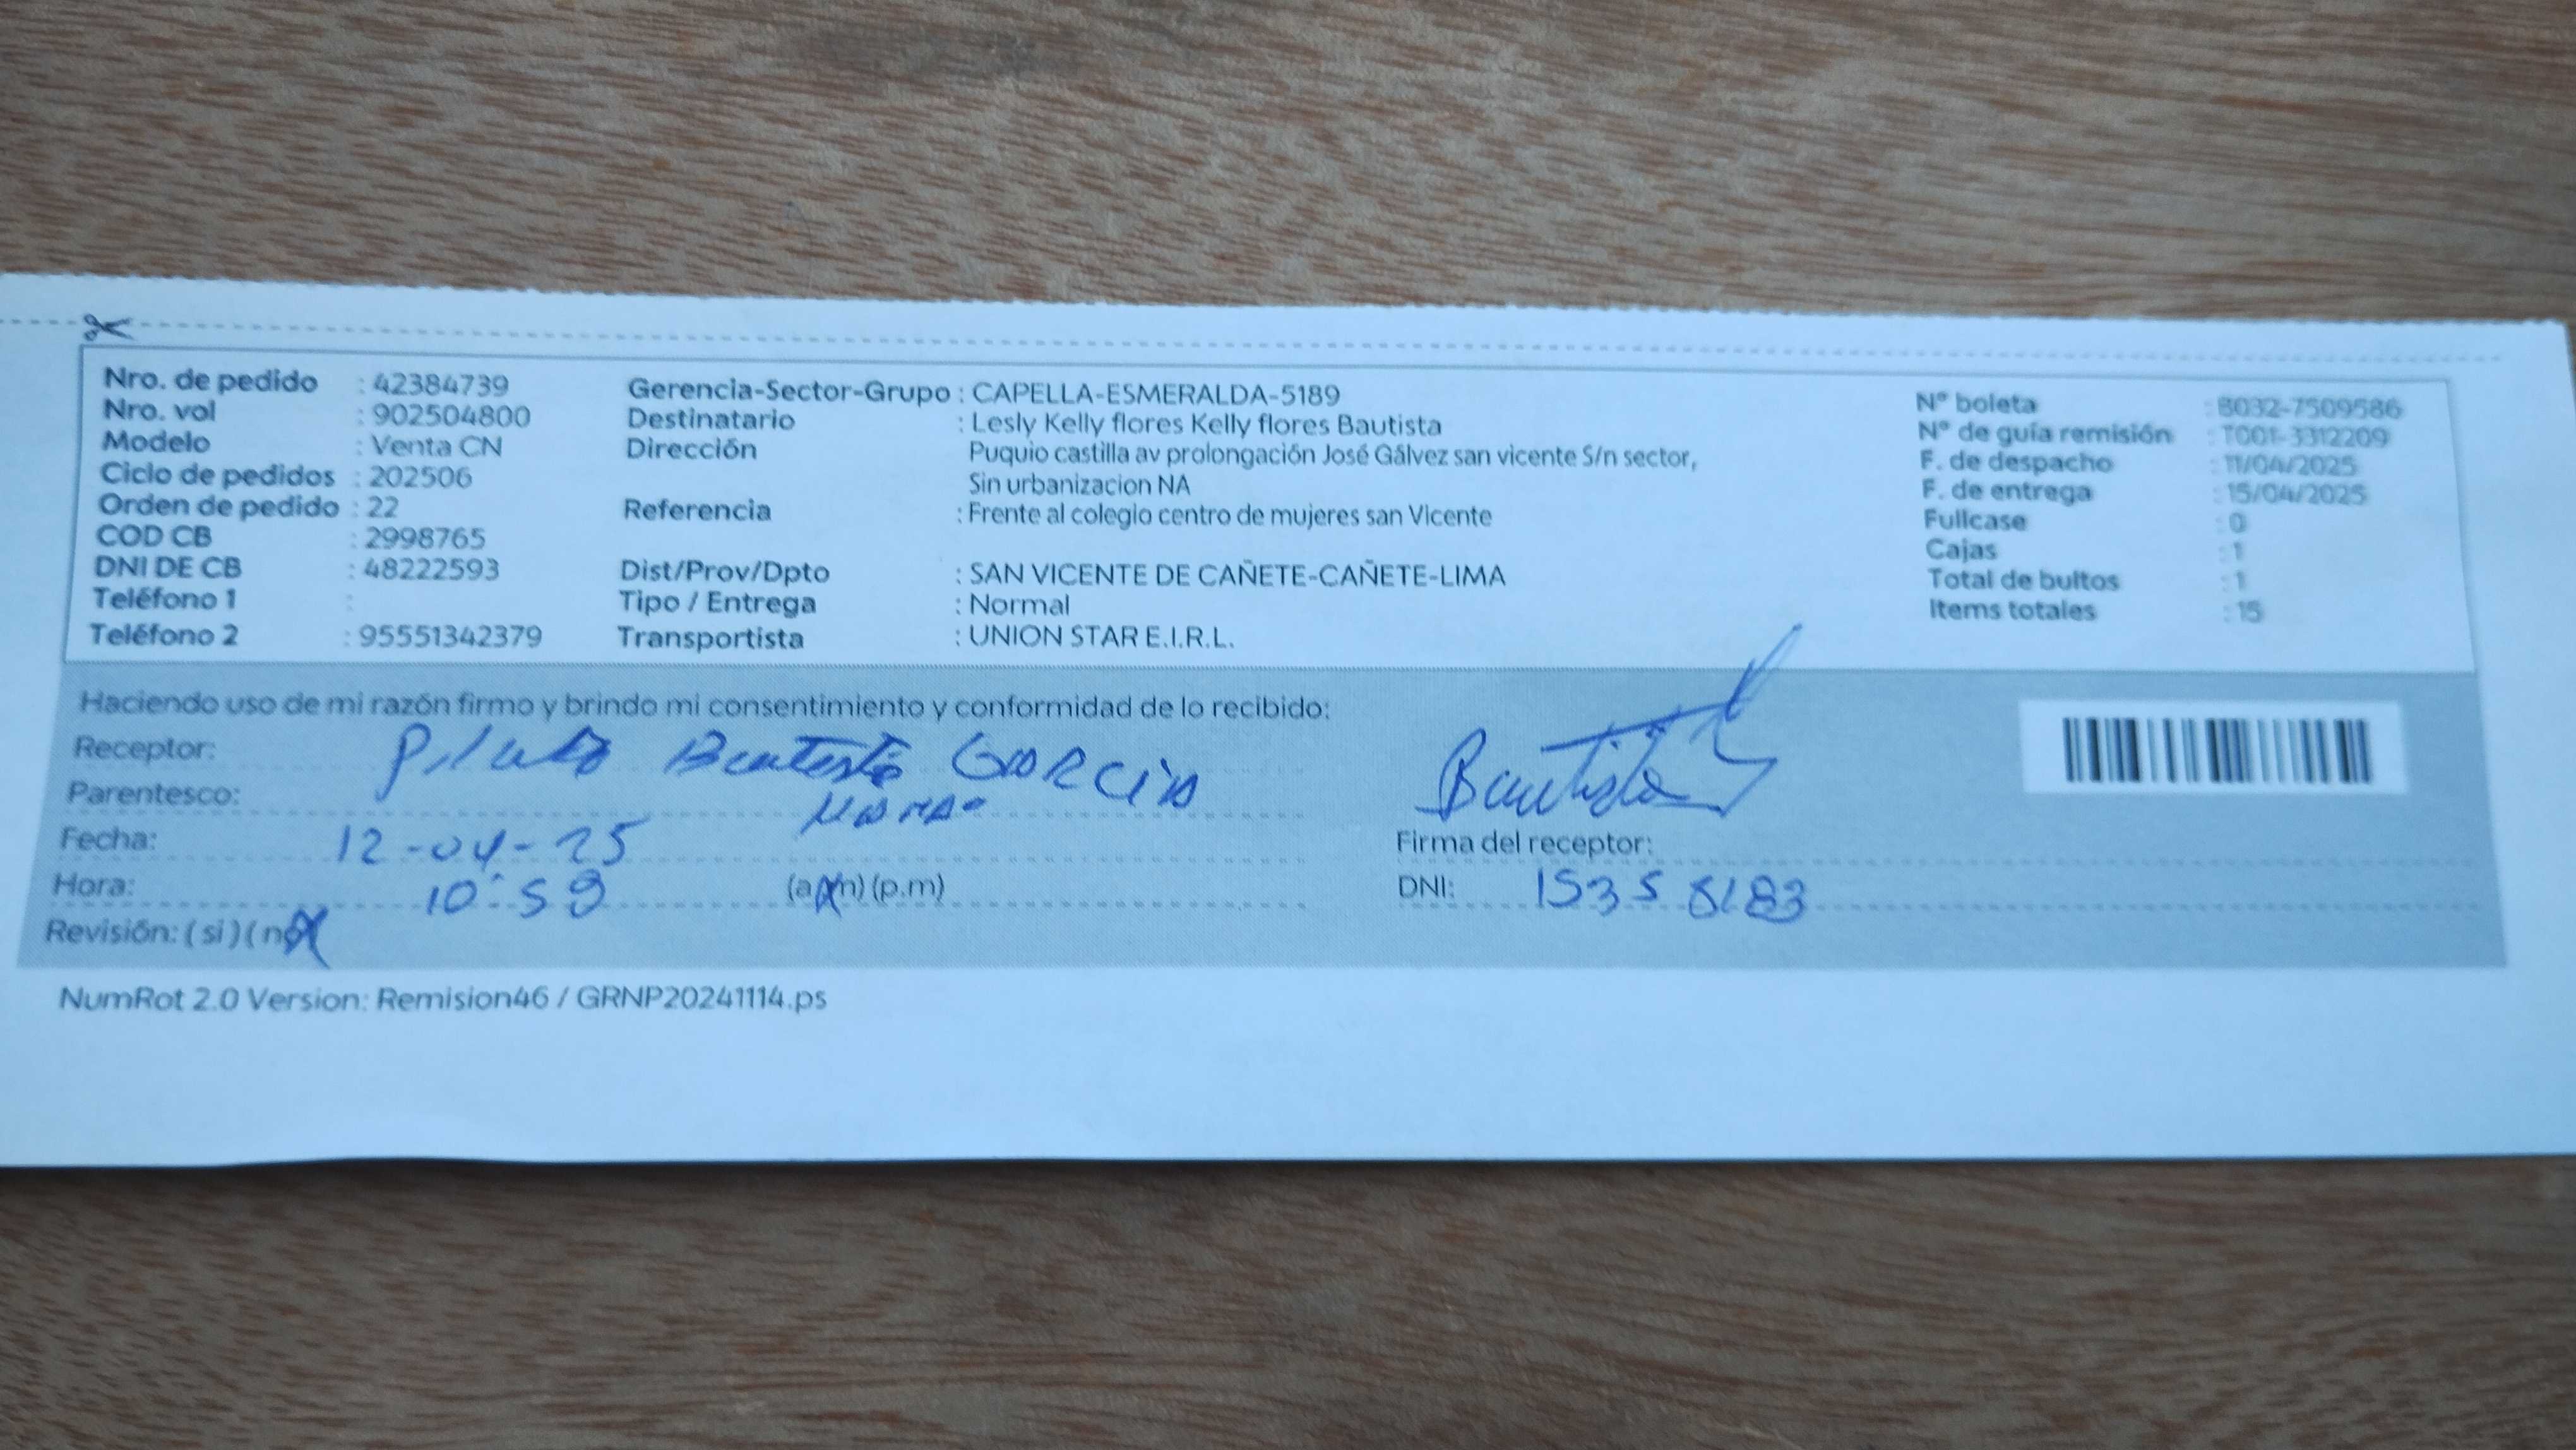 Nro. de pedido : 42384739
Nro. vol : 902504800
Modelo : Venta CN
Ciclo de pedidos : 202506
Orden de pedido : 22
COD CB : 2998765
DNI DE CB : 48222593
Teléfono 1 :
Teléfono 2 : 95551342379
Gerencia-Sector-Grupo : CAPELLA-ESMERALDA-5189
Destinatario : Lesly Kelly flores Kelly flores Bautista
Dirección Puquio castilla av prolongación José Gálvez san vicente S/n sector,
Sin urbanizacion NA
Referencia : Frente al colegio centro de mujeres san Vicente
Dist/Prov/Dpto : SAN VICENTE DE CAÑETE-CAÑETE-LIMA
Tipo / Entrega : Normal
Transportista : UNION STAR E.I.R.L.
N° boleta : B032-7509586
N° de guía remisión : T001-3312209
F. de despacho : 11/04/2025
F. de entrega : 15/04/2025
Fullcase : 0
Cajas : 1
Total de bultos : 1
Items totales : 15
Haciendo uso de mi razón firmo y brindo mi consentimiento y conformidad de lo recibido:
Receptor: Bautista GARCIA
Parentesco: MAMA
Fecha: 12-04-25
Hora: 10:59 (a.m) (p.m)
Revisión: ( si ) ( no )
Bautista
Firma del receptor:
DNI: 15358183
NumRot 2.0 Version: Remision46 / GRNP20241114.ps